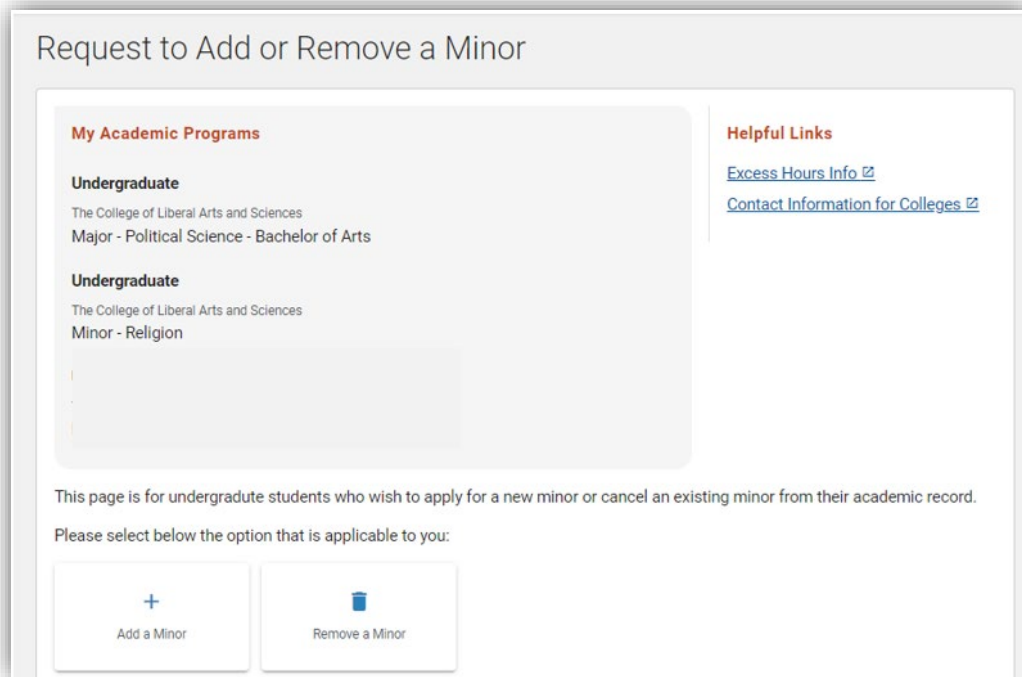 Request to Add or Remove a Minor
My Academic Programs
Undergraduate
The College of Liberal Arts and Sciences
Major - Political Science - Bachelor of Arts
Undergraduate
The College of Liberal Arts and Sciences
Minor - Religion
Helpful Links
Excess Hours Info
Contact Information for Colleges
This page is for undergradute students who wish to apply for a new minor or cancel an existing minor from their academic record.
Please select below the option that is applicable to you:
Add a Minor
Remove a Minor